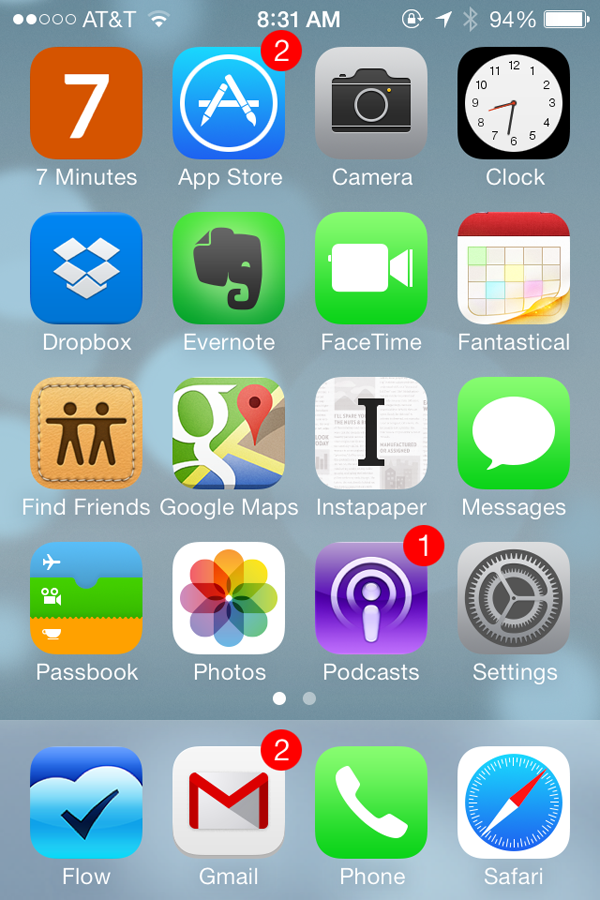 AT&T 8:31 AM 94%
2
7
12
11 1
10 2
9 3
8 4
7 5
6
7 Minutes App Store Camera Clock
Dropbox Evernote FaceTime Fantastical
g I
Find Friends Google Maps Instapaper Messages
1
Passbook Photos Podcasts Settings
2
Flow Gmail Phone Safari